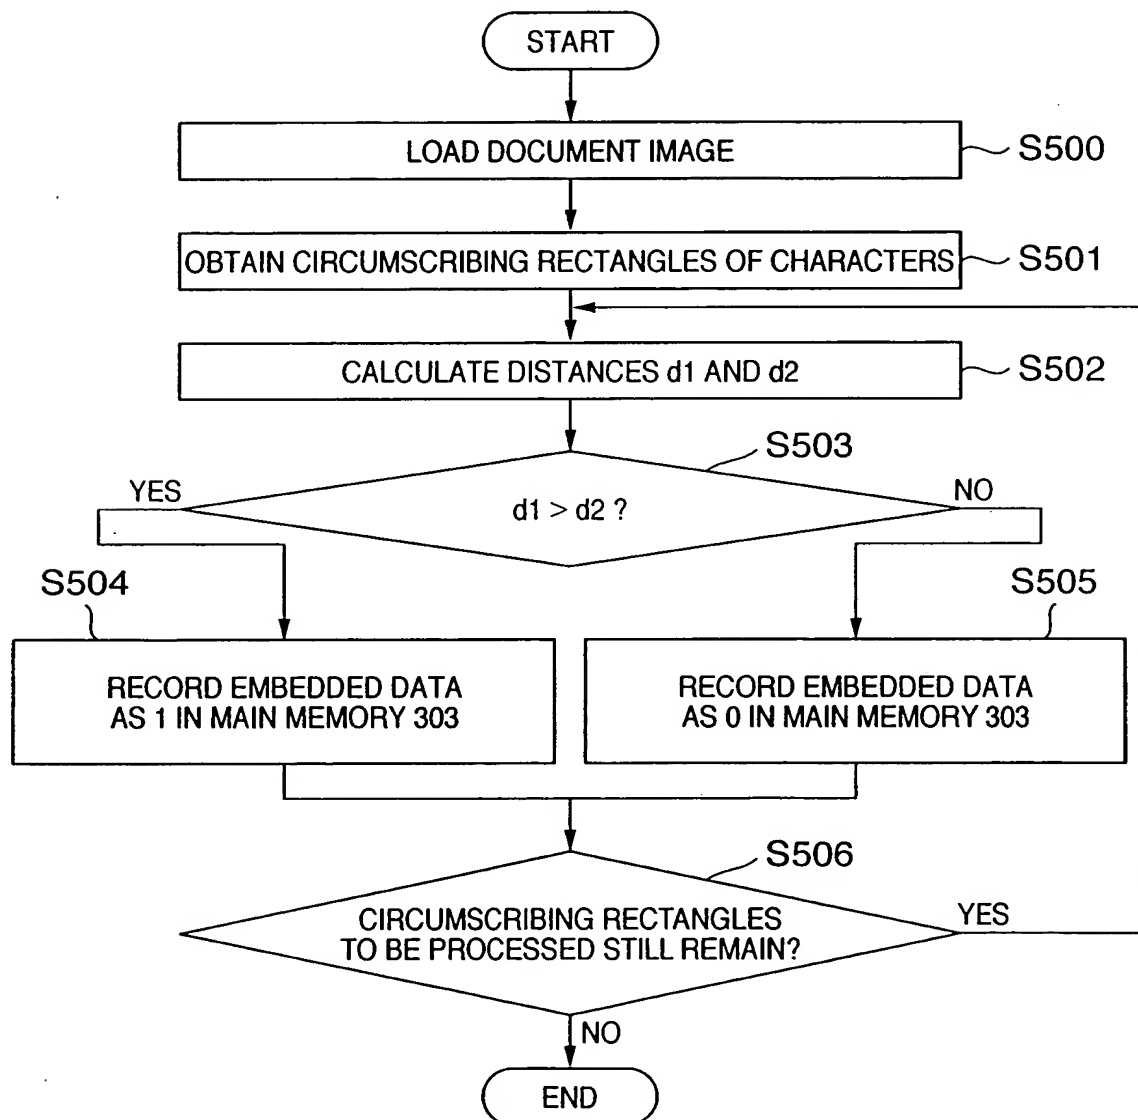 START
LOAD DOCUMENT IMAGE
S500
OBTAIN CIRCUMSCRIBING RECTANGLES OF CHARACTERS
S501
CALCULATE DISTANCES d1 AND d2
S502
S503
YES
d1 > d2 ?
NO
S504
S505
RECORD EMBEDDED DATA
AS 1 IN MAIN MEMORY 303
RECORD EMBEDDED DATA
AS 0 IN MAIN MEMORY 303
S506
CIRCUMSCRIBING RECTANGLES
TO BE PROCESSED STILL REMAIN?
YES
NO
END